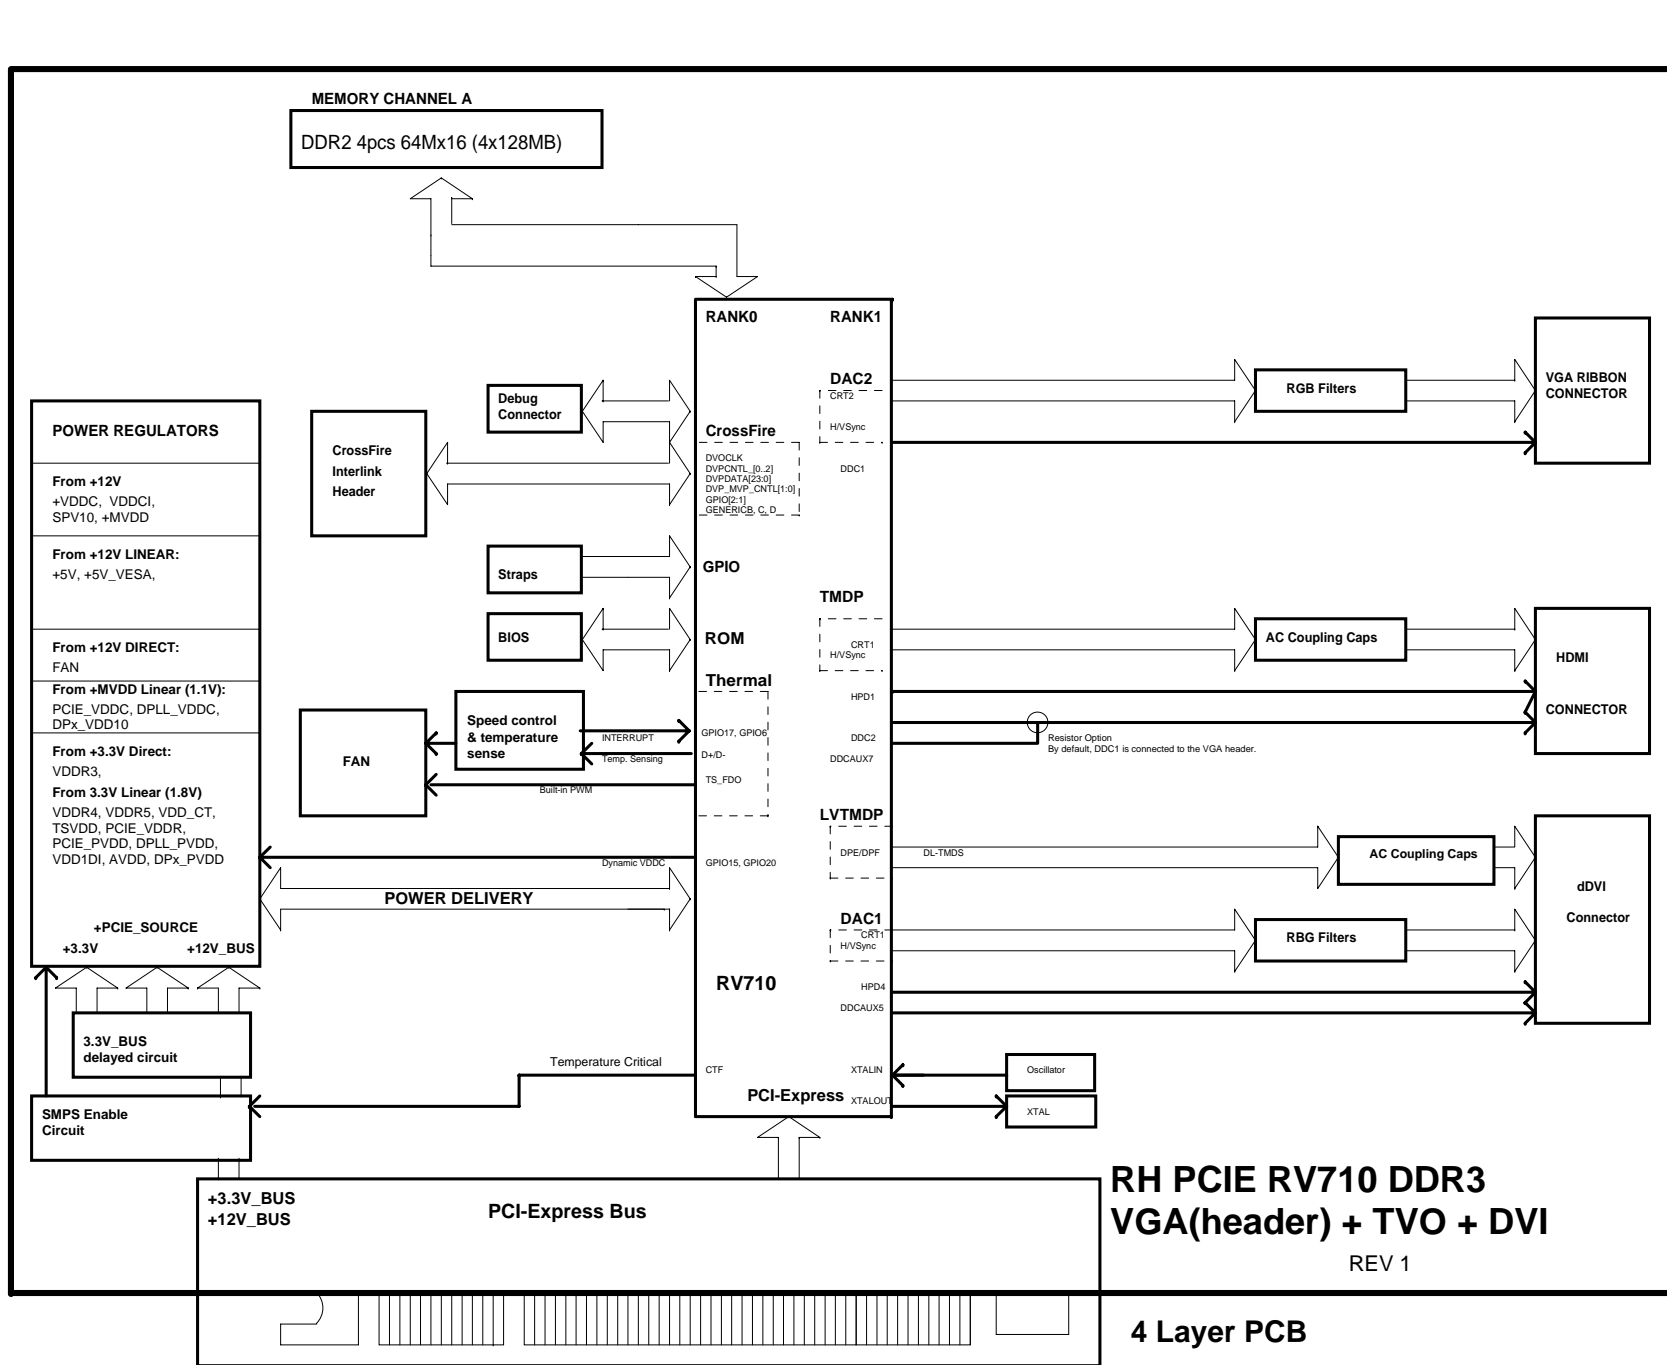 MEMORY CHANNEL A
DDR2 4pcs 64Mx16 (4x128MB)
RANK0 RANK1
DAC2
CRT2
H/VSync
DDC1
RGB Filters
VGA RIBBON
CONNECTOR
Debug
Connector
CrossFire
Interlink
Header
CrossFire
DVOCLK
DVPCNTL_[0..2]
DVPDATA[23:0]
DVP_MVP_CNTL[1:0]
GPIO[2:1]
GENERICB, C, D
Straps
GPIO
BIOS
ROM
TMDP
CRT1
H/VSync
AC Coupling Caps
HDMI
CONNECTOR
HPD1
DDC2
DDCAUX7
Resistor Option
By default, DDC1 is connected to the VGA header.
Thermal
GPIO17, GPIO6
D+/D-
TS_FDO
Speed control
& temperature
sense
INTERRUPT
Temp. Sensing
Built-in PWM
FAN
POWER REGULATORS
From +12V
+VDDC, VDDCI,
SPV10, +MVDD
From +12V LINEAR:
+5V, +5V_VESA,
From +12V DIRECT:
FAN
From +MVDD Linear (1.1V):
PCIE_VDDC, DPLL_VDDC,
DPx_VDD10
From +3.3V Direct:
VDDR3,
From 3.3V Linear (1.8V)
VDDR4, VDDR5, VDD_CT,
TSVDD, PCIE_VDDR,
PCIE_PVDD, DPLL_PVDD,
VDD1DI, AVDD, DPx_PVDD
+PCIE_SOURCE
+3.3V +12V_BUS
Dynamic VDDC
GPIO15, GPIO20
POWER DELIVERY
LVTMDP
DPE/DPF
DL-TMDS
AC Coupling Caps
dDVI
Connector
DAC1
CRT1
H/VSync
RBG Filters
RV710
HPD4
DDCAUX5
3.3V_BUS
delayed circuit
SMPS Enable
Circuit
Temperature Critical
CTF
XTALIN
Oscillator
PCI-Express
XTALOUT
XTAL
+3.3V_BUS
+12V_BUS
PCI-Express Bus
RH PCIE RV710 DDR3
VGA(header) + TVO + DVI
REV 1
4 Layer PCB